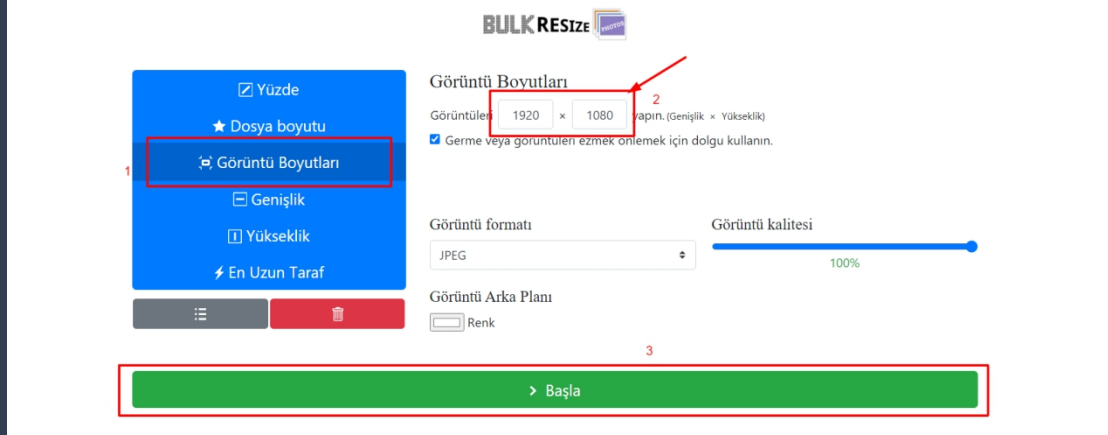 BULKRESIZE PHOTOS
Yüzde
Dosya boyutu
1
Görüntü Boyutları
Genişlik
Yükseklik
En Uzun Taraf
Görüntü Boyutları
2
Görüntüleri 1920 × 1080 yapın. (Genişlik × Yükseklik)
Germe veya görüntüleri ezmek önlemek için dolgu kullanın.
Görüntü formatı
JPEG
Görüntü kalitesi
100%
Görüntü Arka Planı
Renk
3
> Başla